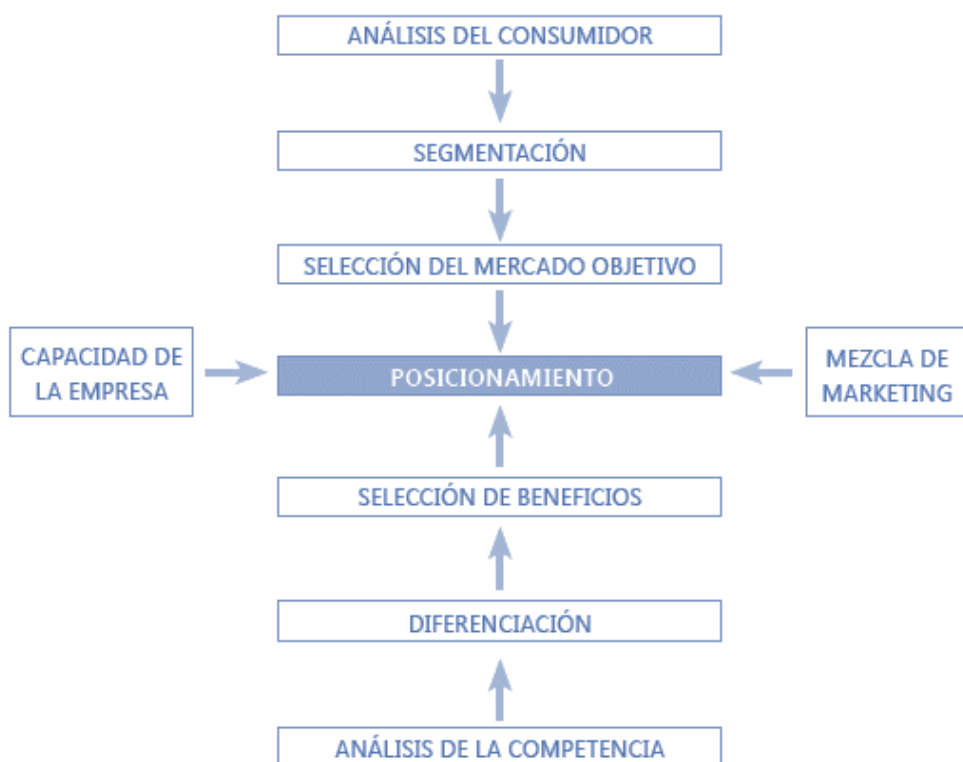 ANÁLISIS DEL CONSUMIDOR
SEGMENTACIÓN
SELECCIÓN DEL MERCADO OBJETIVO
CAPACIDAD DE
LA EMPRESA
POSICIONAMIENTO
MEZCLA DE
MARKETING
SELECCIÓN DE BENEFICIOS
DIFERENCIACIÓN
ANÁLISIS DE LA COMPETENCIA